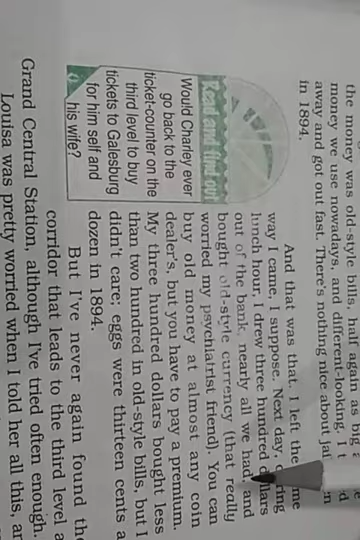 the money was old-style bills, half again as big
money we use nowadays, and different-looking. I t
away and got out fast. There's nothing nice about jail
in 1894.
And that was that. I left the same
way I came, I suppose. Next day, during
lunch hour, I drew three hundred dollars
out of the bank, nearly all we had, and
bought old-style currency (that really
worried my psychiatrist friend). You can
buy old money at almost any coin
dealer's, but you have to pay a premium.
My three hundred dollars bought less
than two hundred in old-style bills, but I
didn't care; eggs were thirteen cents a
dozen in 1894.
But I've never again found the
corridor that leads to the third level a
Grand Central Station, although I've tried often enough.
Louisa was pretty worried when I told her all this, an
Read and find out
Would Charley ever
go back to the
ticket-counter on the
third level to buy
tickets to Galesburg
for him self and
his wife?